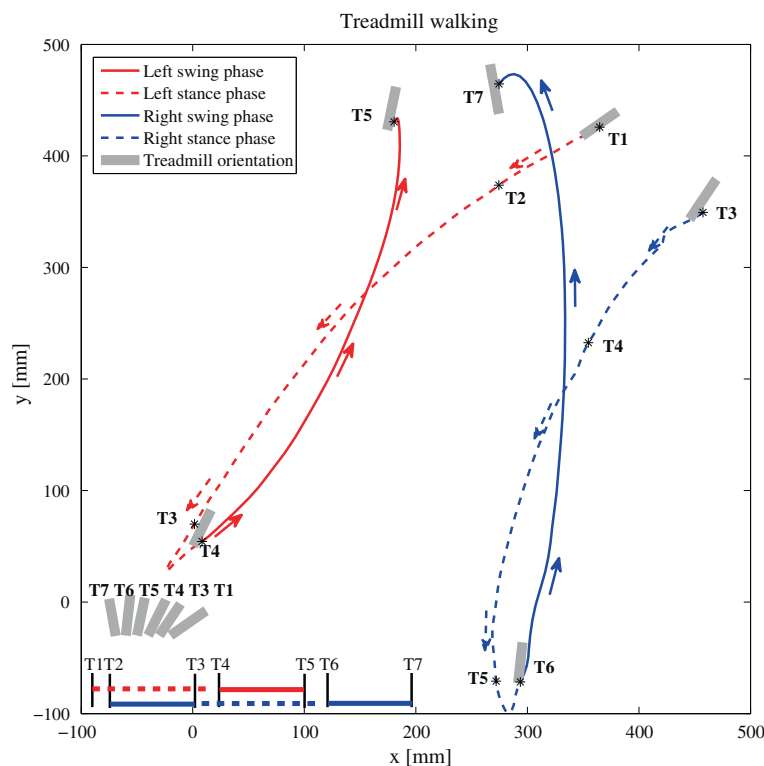 Treadmill walking
500
Left swing phase
Left stance phase
Right swing phase
Right stance phase
Treadmill orientation
T5
T7
T1
400
T2
T3
300
T4
y [mm]
200
100
T3
T4
T7 T6 T5 T4 T3 T1
0
T1 T2 T3 T4 T5 T6 T7
T5
T6
-100
-100 0 100 200 300 400 500
x [mm]